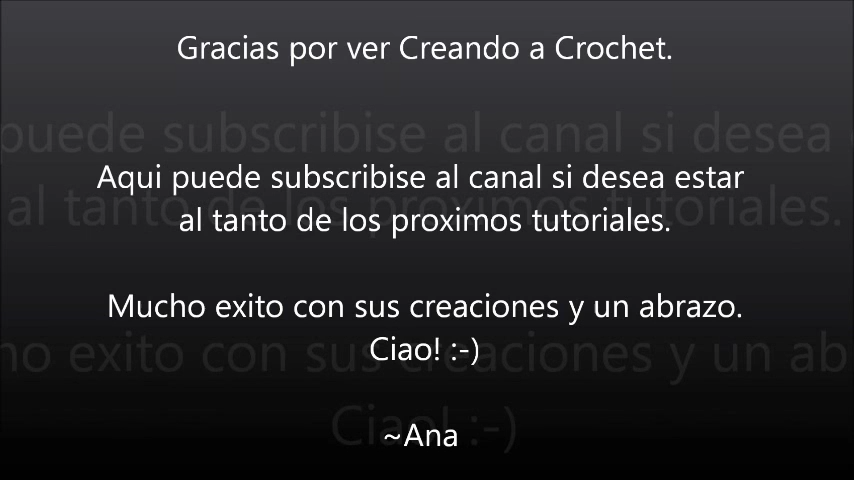 Gracias por ver Creando a Crochet.
Aqui puede subscribise al canal si desea estar
al tanto de los proximos tutoriales.
Mucho exito con sus creaciones y un abrazo.
Ciao! :-)
~Ana